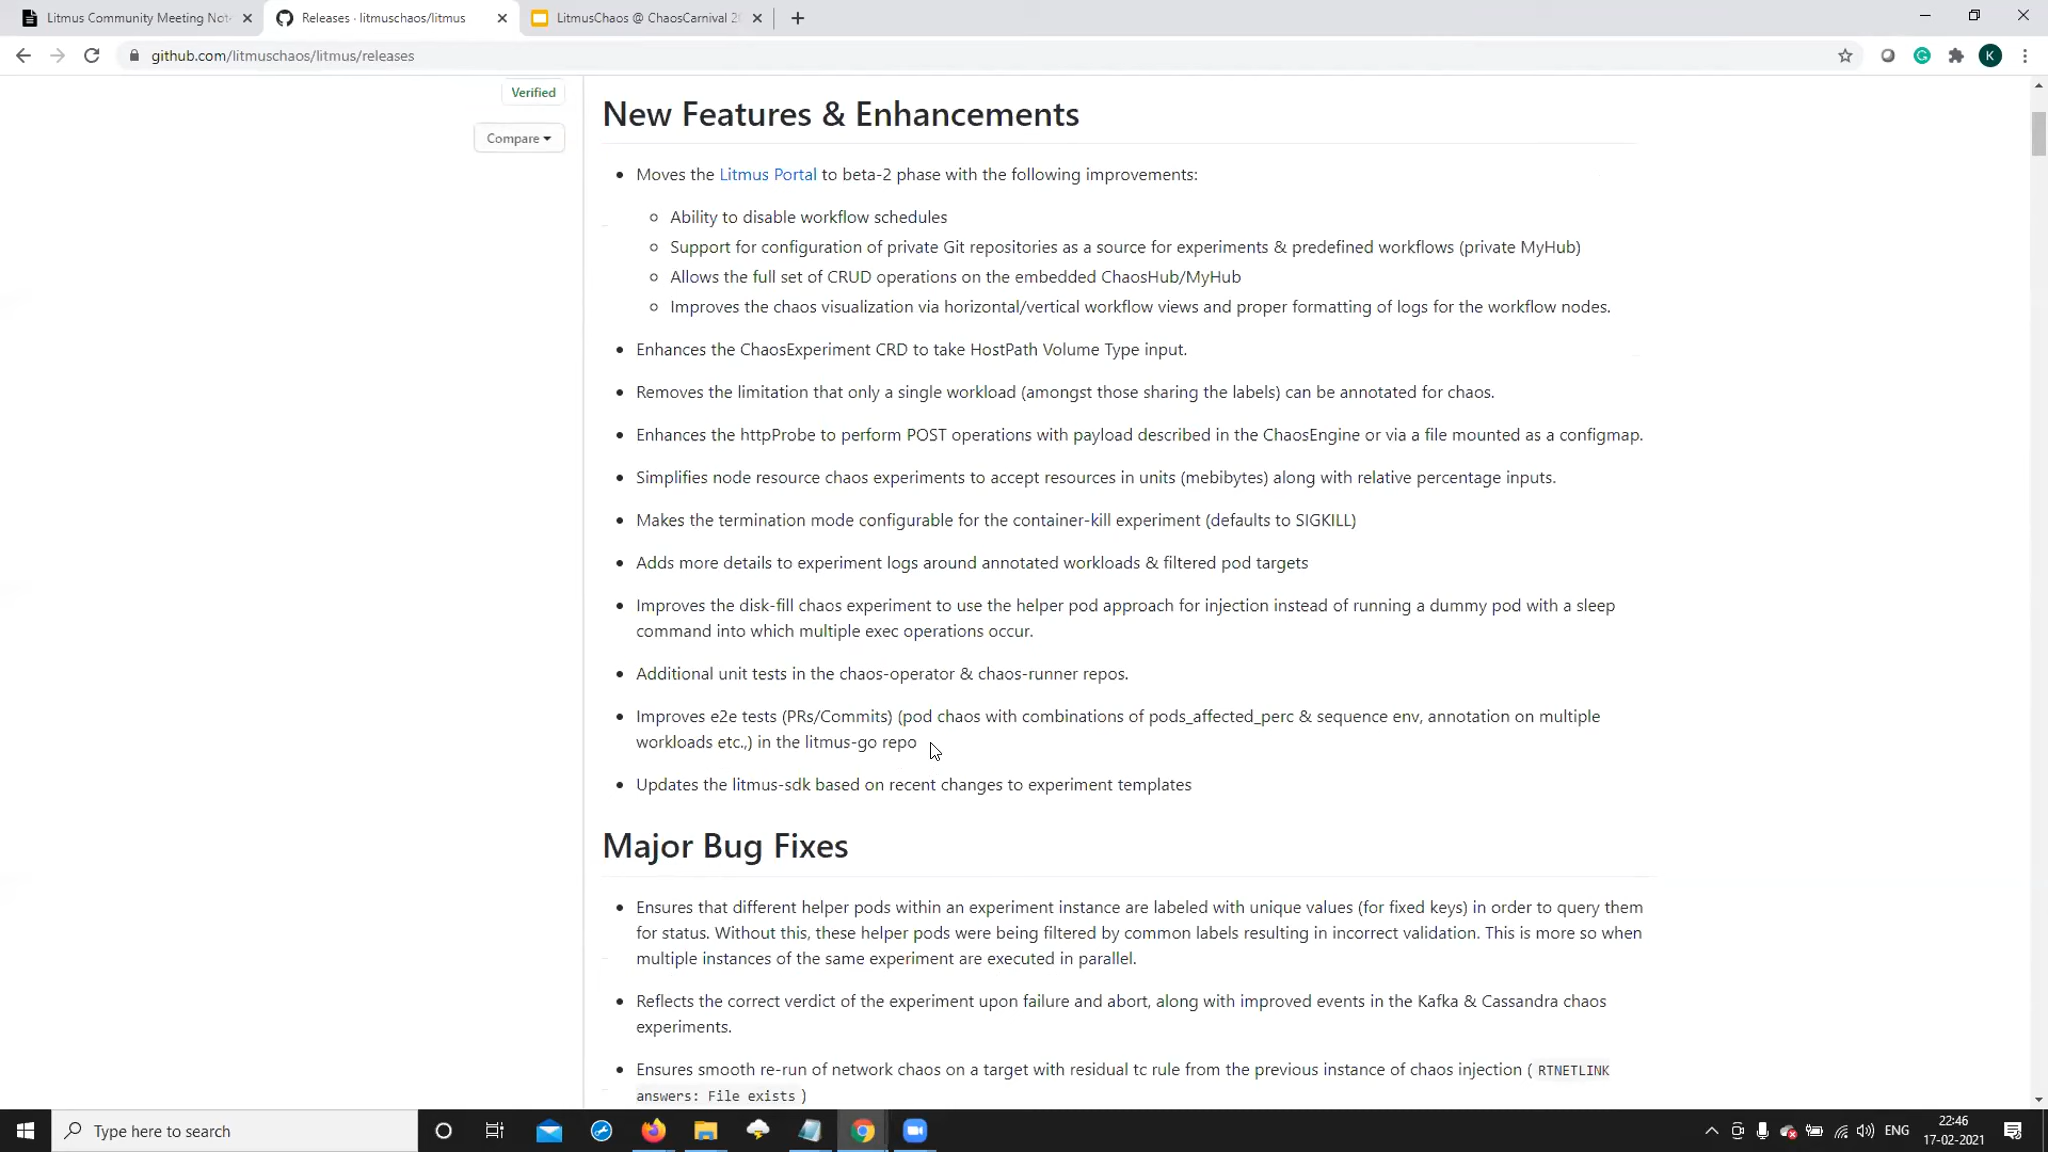 Litmus Community Meeting Not
Releases · litmuschaos/litmus
LitmusChaos @ ChaosCarnival 2
github.com/litmuschaos/litmus/releases
K
Verified
Compare
New Features & Enhancements
Moves the Litmus Portal to beta-2 phase with the following improvements:
Ability to disable workflow schedules
Support for configuration of private Git repositories as a source for experiments & predefined workflows (private MyHub)
Allows the full set of CRUD operations on the embedded ChaosHub/MyHub
Improves the chaos visualization via horizontal/vertical workflow views and proper formatting of logs for the workflow nodes.
Enhances the ChaosExperiment CRD to take HostPath Volume Type input.
Removes the limitation that only a single workload (amongst those sharing the labels) can be annotated for chaos.
Enhances the httpProbe to perform POST operations with payload described in the ChaosEngine or via a file mounted as a configmap.
Simplifies node resource chaos experiments to accept resources in units (mebibytes) along with relative percentage inputs.
Makes the termination mode configurable for the container-kill experiment (defaults to SIGKILL)
Adds more details to experiment logs around annotated workloads & filtered pod targets
Improves the disk-fill chaos experiment to use the helper pod approach for injection instead of running a dummy pod with a sleep
command into which multiple exec operations occur.
Additional unit tests in the chaos-operator & chaos-runner repos.
Improves e2e tests (PRs/Commits) (pod chaos with combinations of pods_affected_perc & sequence env, annotation on multiple
workloads etc.,) in the litmus-go repo
Updates the litmus-sdk based on recent changes to experiment templates
Major Bug Fixes
Ensures that different helper pods within an experiment instance are labeled with unique values (for fixed keys) in order to query them
for status. Without this, these helper pods were being filtered by common labels resulting in incorrect validation. This is more so when
multiple instances of the same experiment are executed in parallel.
Reflects the correct verdict of the experiment upon failure and abort, along with improved events in the Kafka & Cassandra chaos
experiments.
Ensures smooth re-run of network chaos on a target with residual tc rule from the previous instance of chaos injection ( RTNETLINK
answers: File exists )
Type here to search
ENG
22:46
17-02-2021